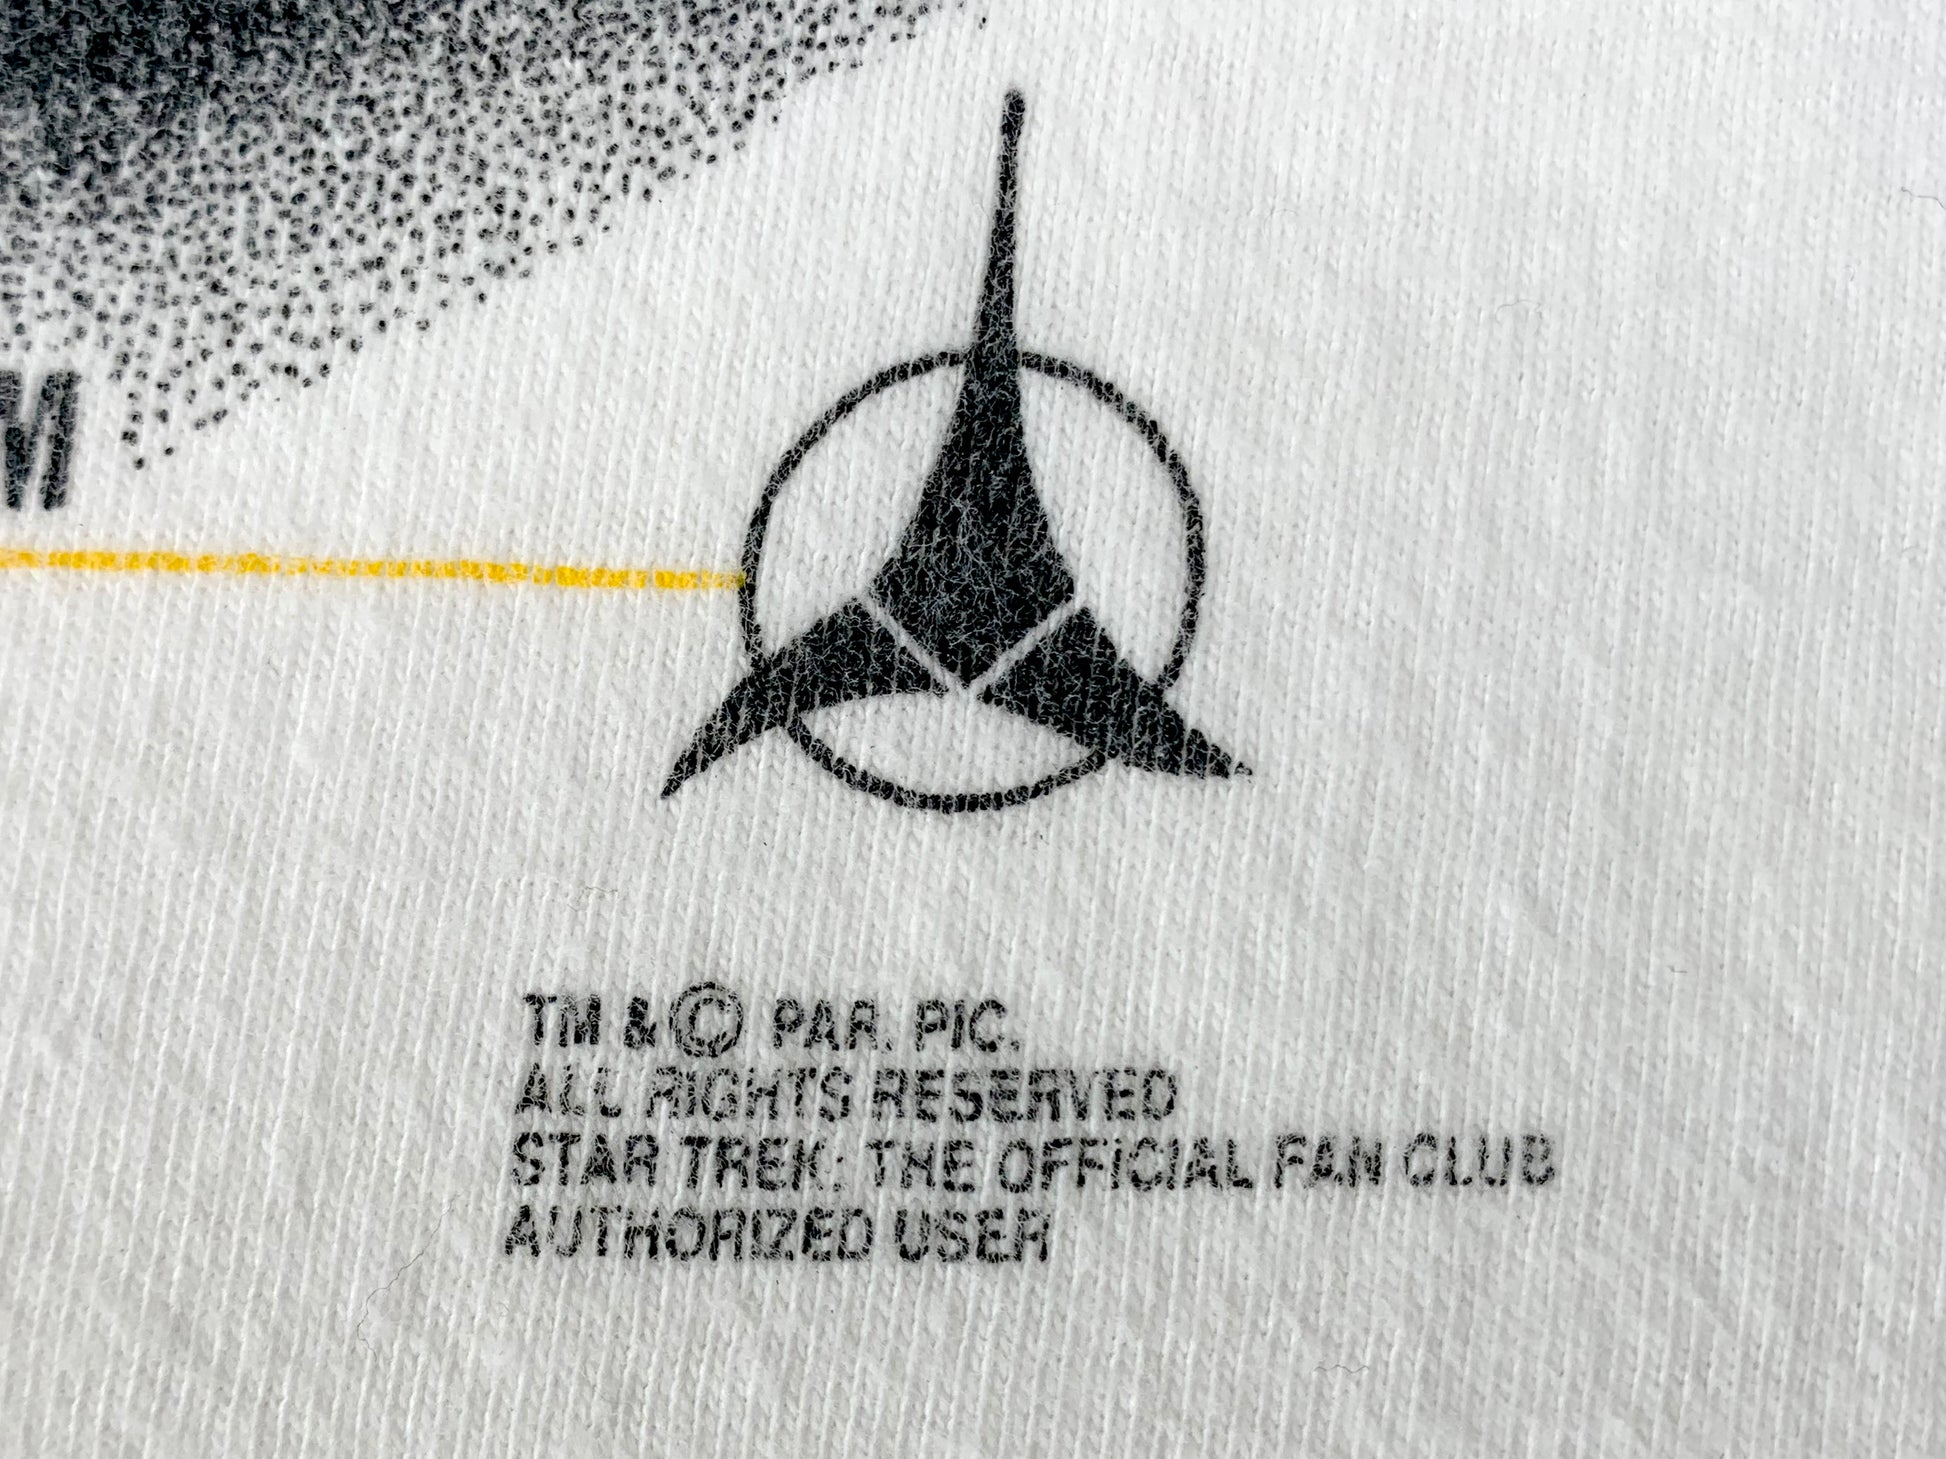 M
TM & © PAR. PIC.
ALL RIGHTS RESERVED
STAR TREK: THE OFFICIAL FAN CLUB
AUTHORIZED USER